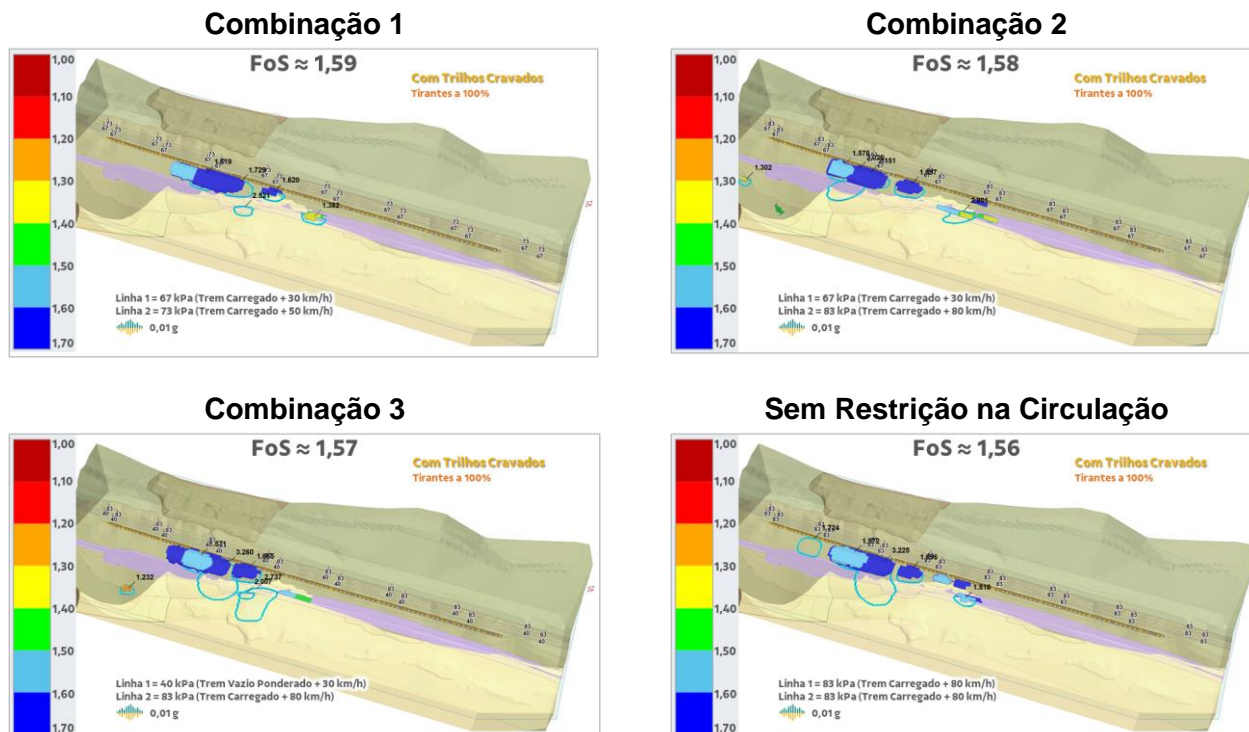 Combinação 1
FoS ≈ 1,59
Com Trilhos Cravados
Tirantes a 100%
1,00
1,10
1,20
1,30
1,40
1,50
1,60
1,70
1.729
1.620
2.521
Linha 1 = 67 kPa (Trem Carregado + 30 km/h)
Linha 2 = 73 kPa (Trem Carregado + 50 km/h)
0,01 g
Combinação 2
FoS ≈ 1,58
Com Trilhos Cravados
Tirantes a 100%
1,00
1,10
1,20
1,30
1,40
1,50
1,60
1,70
1.302
Linha 1 = 67 kPa (Trem Carregado + 30 km/h)
Linha 2 = 83 kPa (Trem Carregado + 80 km/h)
0,01 g
Combinação 3
FoS ≈ 1,57
Com Trilhos Cravados
Tirantes a 100%
1,00
1,10
1,20
1,30
1,40
1,50
1,60
1,70
3.260
1.232
Linha 1 = 40 kPa (Trem Vazio Ponderado + 30 km/h)
Linha 2 = 83 kPa (Trem Carregado + 80 km/h)
0,01 g
Sem Restrição na Circulação
FoS ≈ 1,56
Com Trilhos Cravados
Tirantes a 100%
1,00
1,10
1,20
1,30
1,40
1,50
1,60
1,70
1.724
3.225
1.518
Linha 1 = 83 kPa (Trem Carregado + 80 km/h)
Linha 2 = 83 kPa (Trem Carregado + 80 km/h)
0,01 g